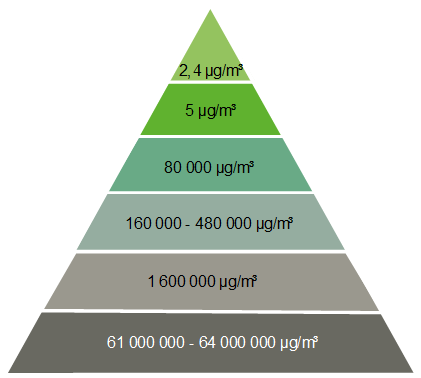 2,4 µg/m³
5 µg/m³
80 000 µg/m³
160 000 - 480 000 µg/m³
1 600 000 µg/m³
61 000 000 - 64 000 000 µg/m³